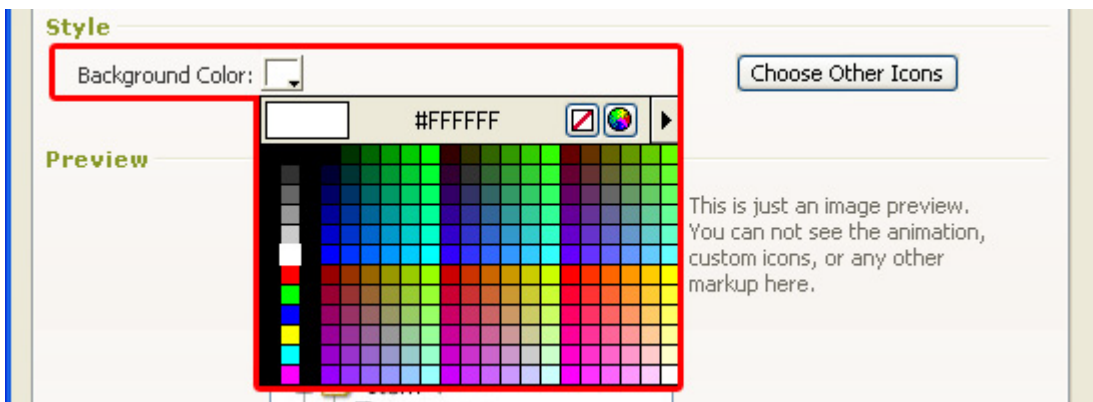 Style
Background Color:
Choose Other Icons
#FFFFFF
Preview
This is just an image preview.
You can not see the animation,
custom icons, or any other
markup here.